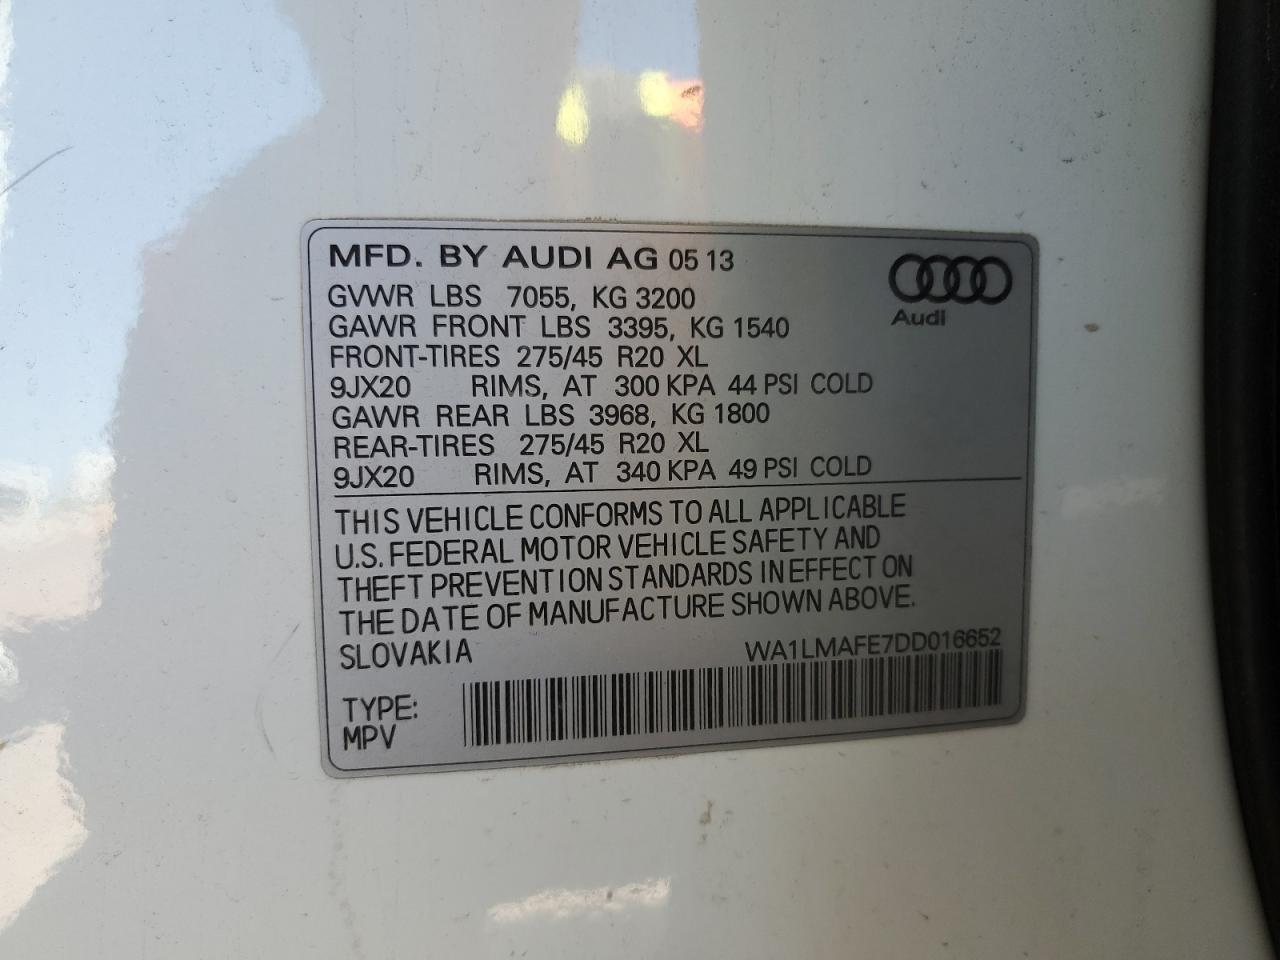 MFD. BY AUDI AG 05 13
Audi
GVWR LBS 7055, KG 3200
GAWR FRONT LBS 3395, KG 1540
FRONT-TIRES 275/45 R20 XL
9JX20 RIMS, AT 300 KPA 44 PSI COLD
GAWR REAR LBS 3968, KG 1800
REAR-TIRES 275/45 R20 XL
9JX20 RIMS, AT 340 KPA 49 PSI COLD
THIS VEHICLE CONFORMS TO ALL APPLICABLE
U.S. FEDERAL MOTOR VEHICLE SAFETY AND
THEFT PREVENTION STANDARDS IN EFFECT ON
THE DATE OF MANUFACTURE SHOWN ABOVE.
SLOVAKIA WA1LMAFE7DD016652
TYPE:
MPV